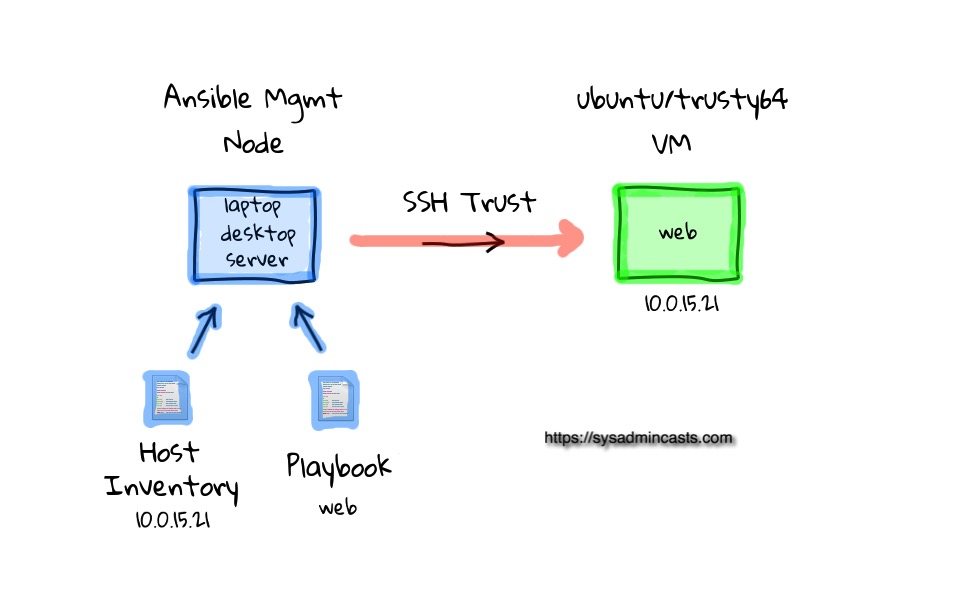 Ansible Mgmt
Node
ubuntu/trusty64
VM
laptop
desktop
server
SSH Trust
web
10.0.15.21
Host
Inventory
10.0.15.21
Playbook
web
https://sysadmincasts.com